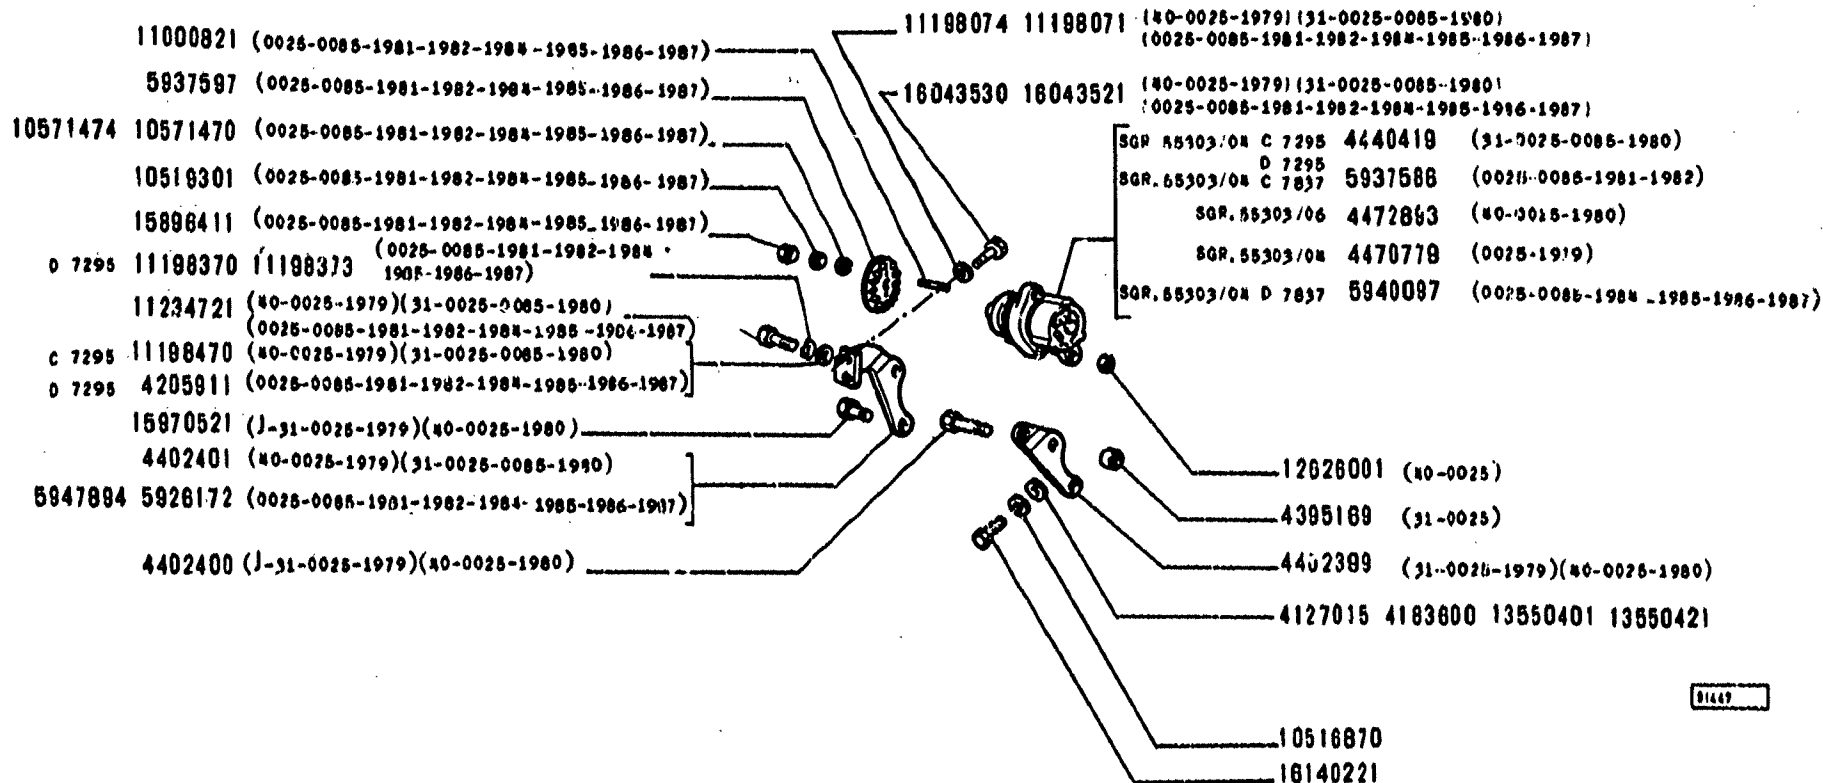 11000821 (0025-0085-1981-1982-1984-1985-1986-1987)
5937597 (0025-0085-1981-1982-1984-1985-1986-1987)
10571474 10571470 (0025-0085-1981-1982-1984-1985-1986-1987)
10519301 (0025-0085-1981-1982-1984-1985-1986-1987)
15896411 (0025-0085-1981-1982-1984-1985-1986-1987)
D 7295 11198370 11198373 (0025-0085-1981-1982-1984-
1985-1986-1987)
11234721 (40-0025-1979)(31-0025-0085-1980)
(0025-0085-1981-1982-1984-1985-1986-1987)
C 7295 11198470 (40-0025-1979)(31-0025-0085-1980)
D 7295 4205911 (0025-0085-1981-1982-1984-1985-1986-1987)
15970521 (J-31-0025-1979)(40-0025-1980)
4402401 (40-0025-1979)(31-0025-0085-1980)
5947894 5926172 (0025-0085-1981-1982-1984-1985-1986-1987)
4402400 (J-31-0025-1979)(40-0025-1980)
11198074 11198071 (40-0025-1979)(31-0025-0085-1980)
(0025-0085-1981-1982-1984-1985-1986-1987)
16043530 16043521 (40-0025-1979)(31-0025-0085-1980)
(0025-0085-1981-1982-1984-1985-1986-1987)
SGR 55303/04 C 7295 4440419 (31-0025-0085-1980)
D 7295
SGR.55303/04 C 7837 5937586 (0025-0085-1981-1982)
SGR.55303/06 4472893 (40-0025-1980)
SGR.55303/04 4470779 (0025-1979)
SGR.55303/04 D 7837 5940097 (0025-0085-1984-1985-1986-1987)
12626001 (40-0025)
4395169 (31-0025)
4402399 (31-0025-1979)(40-0025-1980)
4127015 4183600 13550401 13550421
10516870
16140221
91447